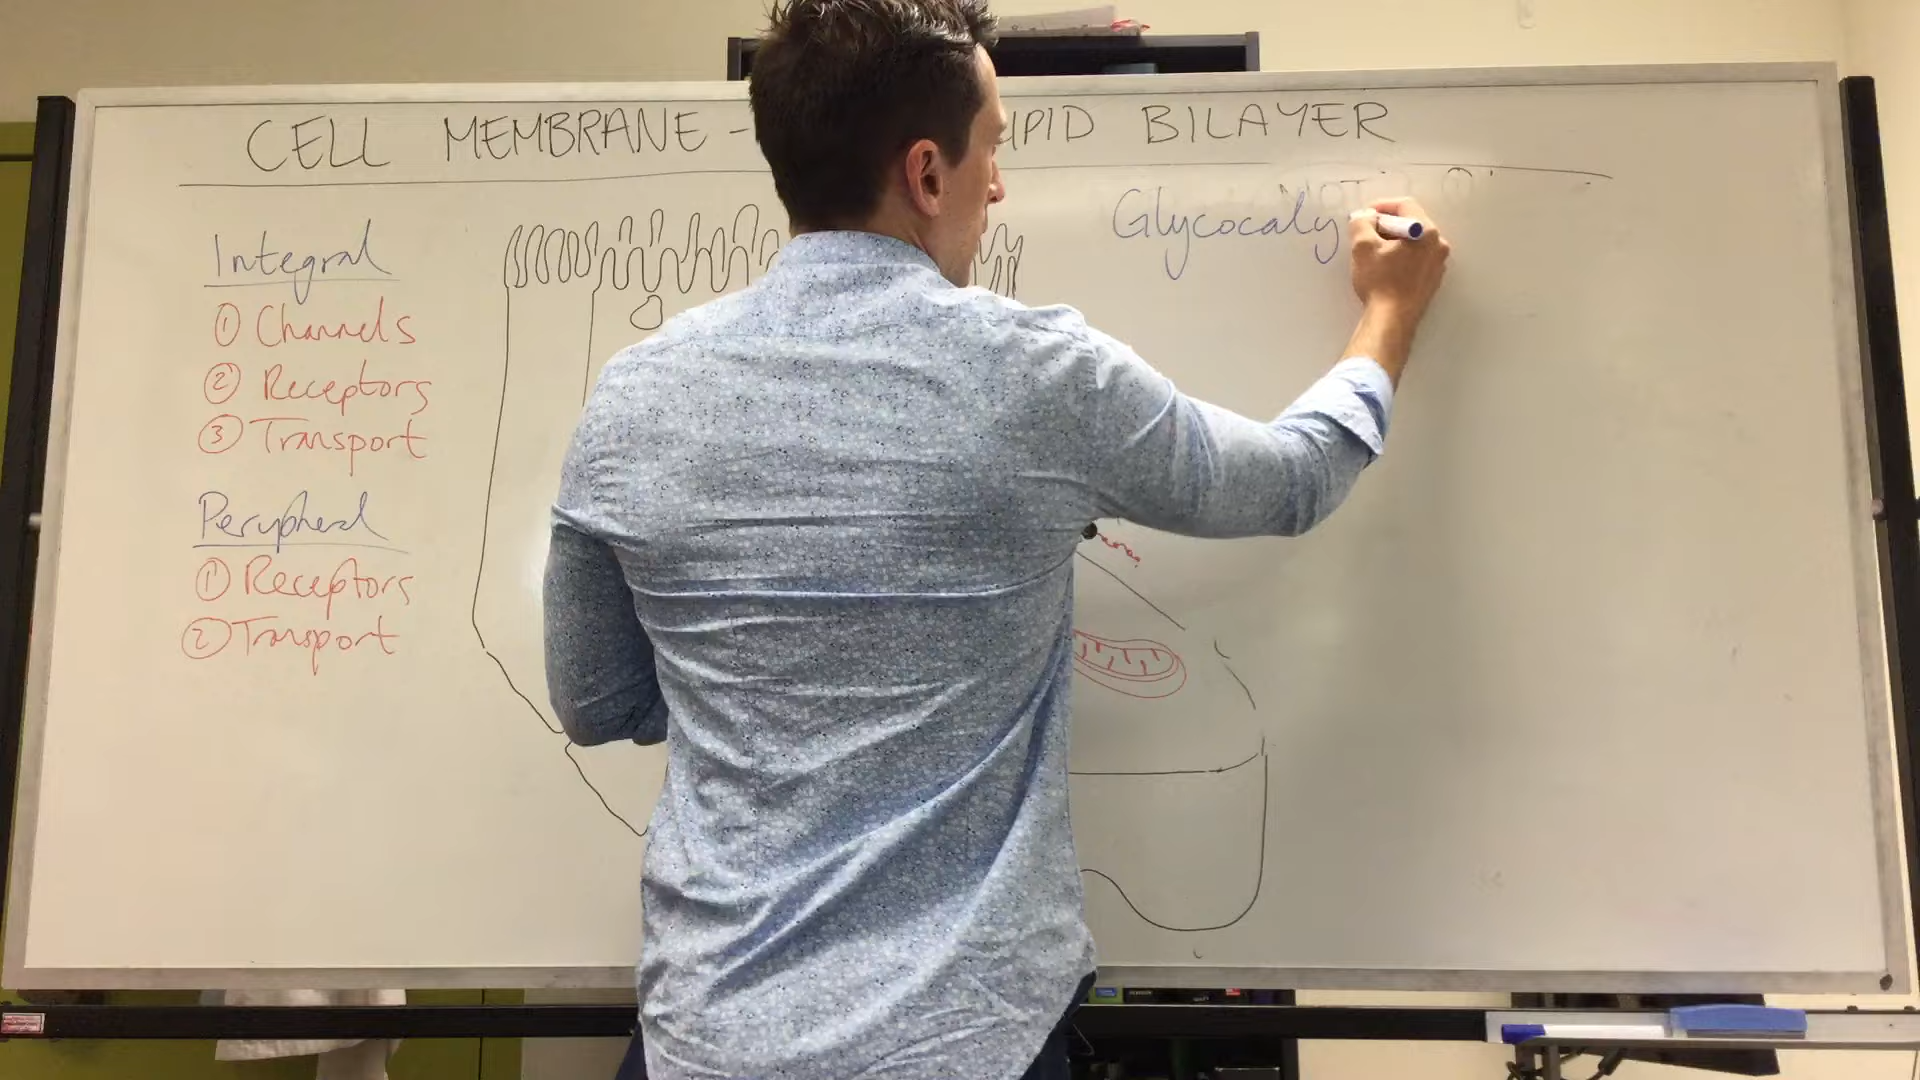 CELL MEMBRANE - IPID BILAYER
Integral
① Channels
② Receptors
③ Transport
Peripheral
① Receptors
② Transport
Glycocaly